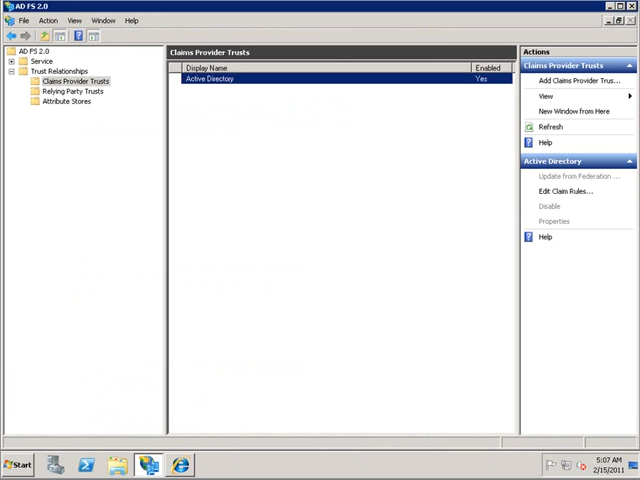 AD FS 2.0
File Action View Window Help
AD FS 2.0
Service
Trust Relationships
Claims Provider Trusts
Relying Party Trusts
Attribute Stores
Claims Provider Trusts
Display Name Enabled
Active Directory Yes
Actions
Claims Provider Trusts
Add Claims Provider Trus...
View
New Window from Here
Refresh
Help
Active Directory
Update from Federation ...
Edit Claim Rules...
Disable
Properties
Help
Start
5:07 AM
2/15/2011